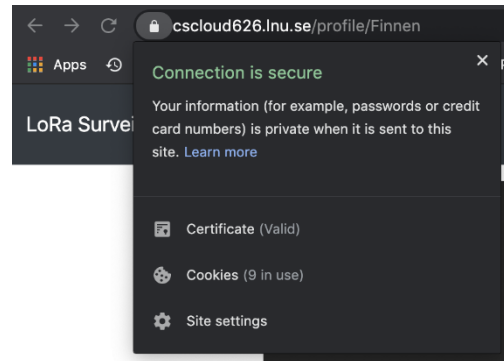 cscloud626.lnu.se/profile/Finnen
Apps
LoRa Survei
Connection is secure
Your information (for example, passwords or credit
card numbers) is private when it is sent to this
site. Learn more
Certificate (Valid)
Cookies (9 in use)
Site settings